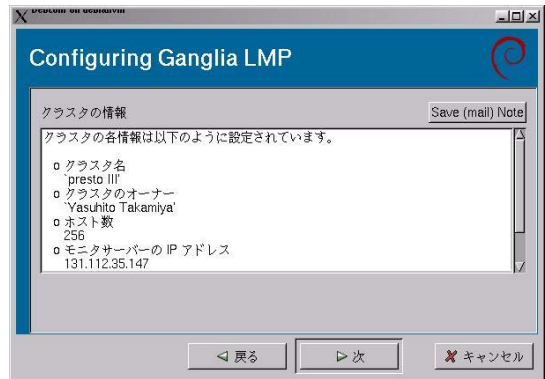 Debconf on debianvm
Configuring Ganglia LMP
クラスタの情報
Save (mail) Note
クラスタの各情報は以下のように設定されています。
o クラスタ名
`presto III'
o クラスタのオーナー
`Yasuhito Takamiya'
o ホスト数
256
o モニタサーバーの IP アドレス
131.112.35.147
戻る
次
キャンセル